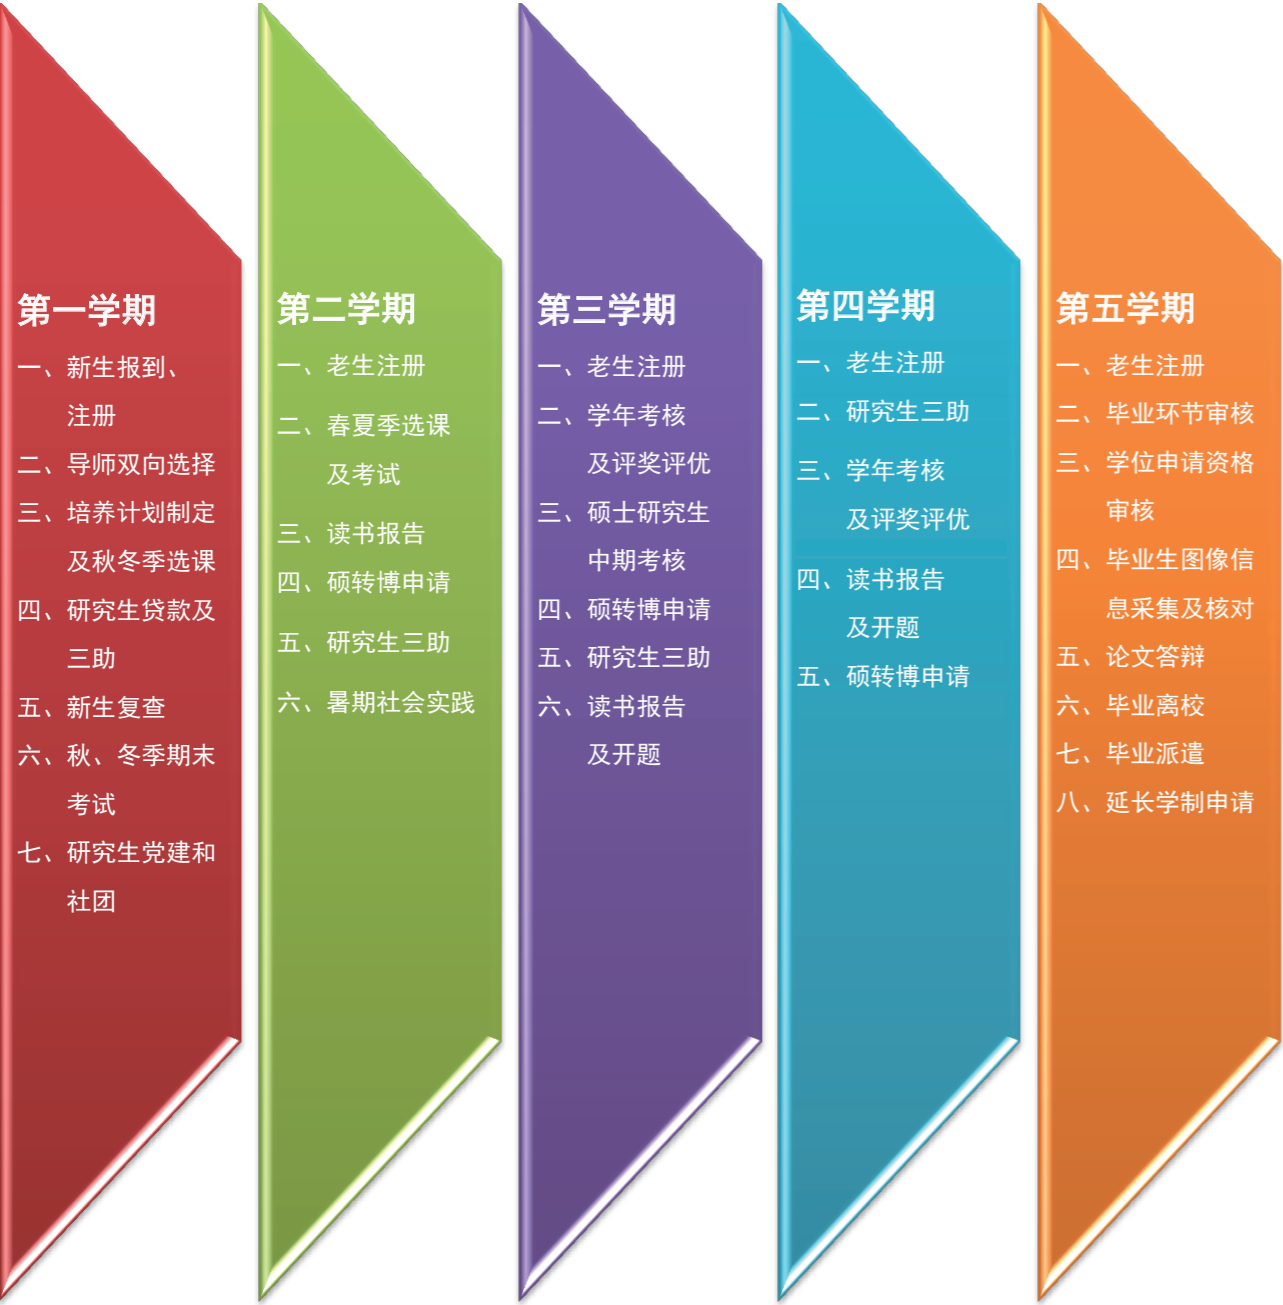 第一学期
一、新生报到、
注册
二、导师双向选择
三、培养计划制定
及秋冬季选课
四、研究生贷款及
三助
五、新生复查
六、秋、冬季期末
考试
七、研究生党建和
社团
第二学期
一、老生注册
二、春夏季选课
及考试
三、读书报告
四、硕转博申请
五、研究生三助
六、暑期社会实践
第三学期
一、老生注册
二、学年考核
及评奖评优
三、硕士研究生
中期考核
四、硕转博申请
五、研究生三助
六、读书报告
及开题
第四学期
一、老生注册
二、研究生三助
三、学年考核
及评奖评优
四、读书报告
及开题
五、硕转博申请
第五学期
一、老生注册
二、毕业环节审核
三、学位申请资格
审核
四、毕业生图像信
息采集及核对
五、论文答辩
六、毕业离校
七、毕业派遣
八、延长学制申请